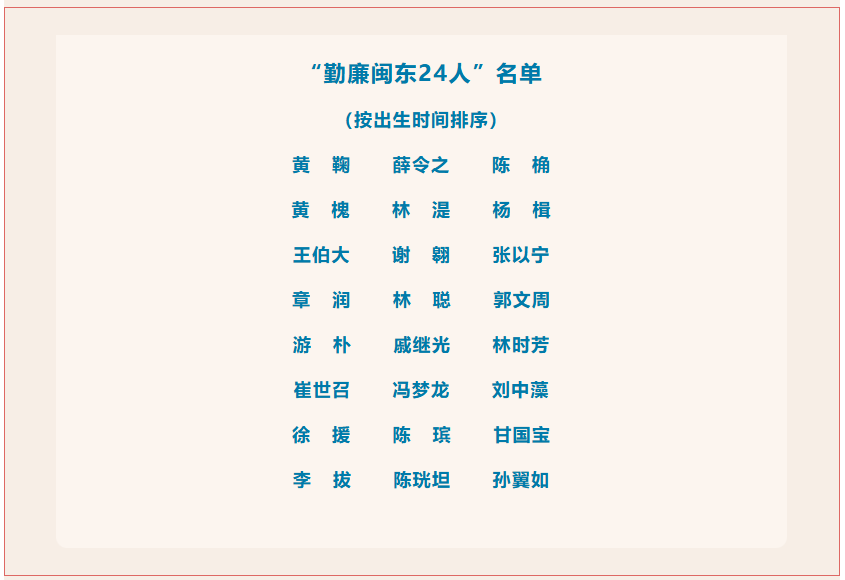 “勤廉闽东24人”名单
（按出生时间排序）
黄 鞠 薛令之 陈 桷
黄 槐 林 湜 杨 楫
王伯大 谢 翱 张以宁
章 润 林 聪 郭文周
游 朴 戚继光 林时芳
崔世召 冯梦龙 刘中藻
徐 援 陈 瑸 甘国宝
李 拔 陈珖坦 孙翼如